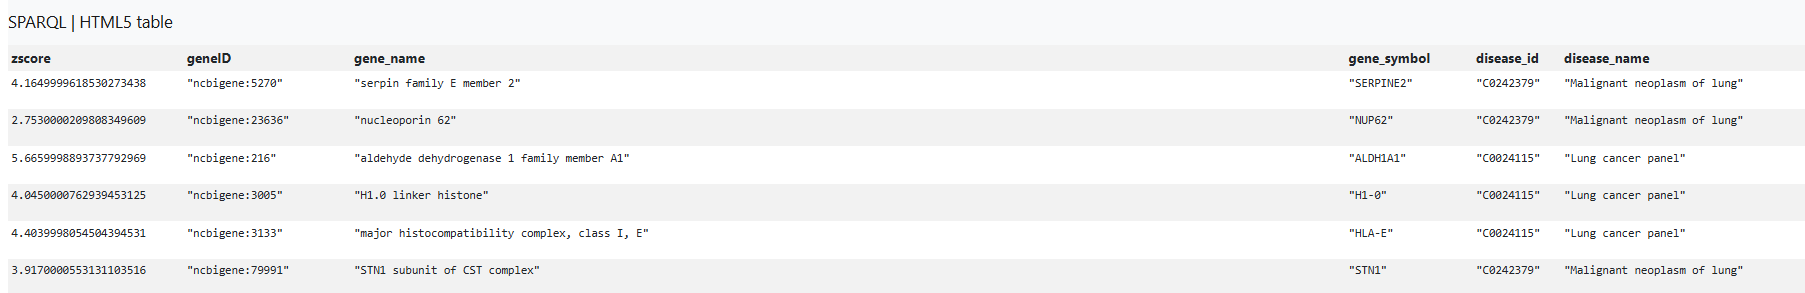 SPARQL | HTML5 table
zscore geneID gene_name gene_symbol disease_id disease_name
4.1649999618530273438 "ncbigene:5270" "serpin family E member 2" "SERPINE2" "C0242379" "Malignant neoplasm of lung"
2.7530000209808349609 "ncbigene:23636" "nucleoporin 62" "NUP62" "C0242379" "Malignant neoplasm of lung"
5.6659998893737792969 "ncbigene:216" "aldehyde dehydrogenase 1 family member A1" "ALDH1A1" "C0024115" "Lung cancer panel"
4.0450000762939453125 "ncbigene:3005" "H1.0 linker histone" "H1-0" "C0024115" "Lung cancer panel"
4.4039998054504394531 "ncbigene:3133" "major histocompatibility complex, class I, E" "HLA-E" "C0024115" "Lung cancer panel"
3.9170000553131103516 "ncbigene:79991" "STN1 subunit of CST complex" "STN1" "C0242379" "Malignant neoplasm of lung"